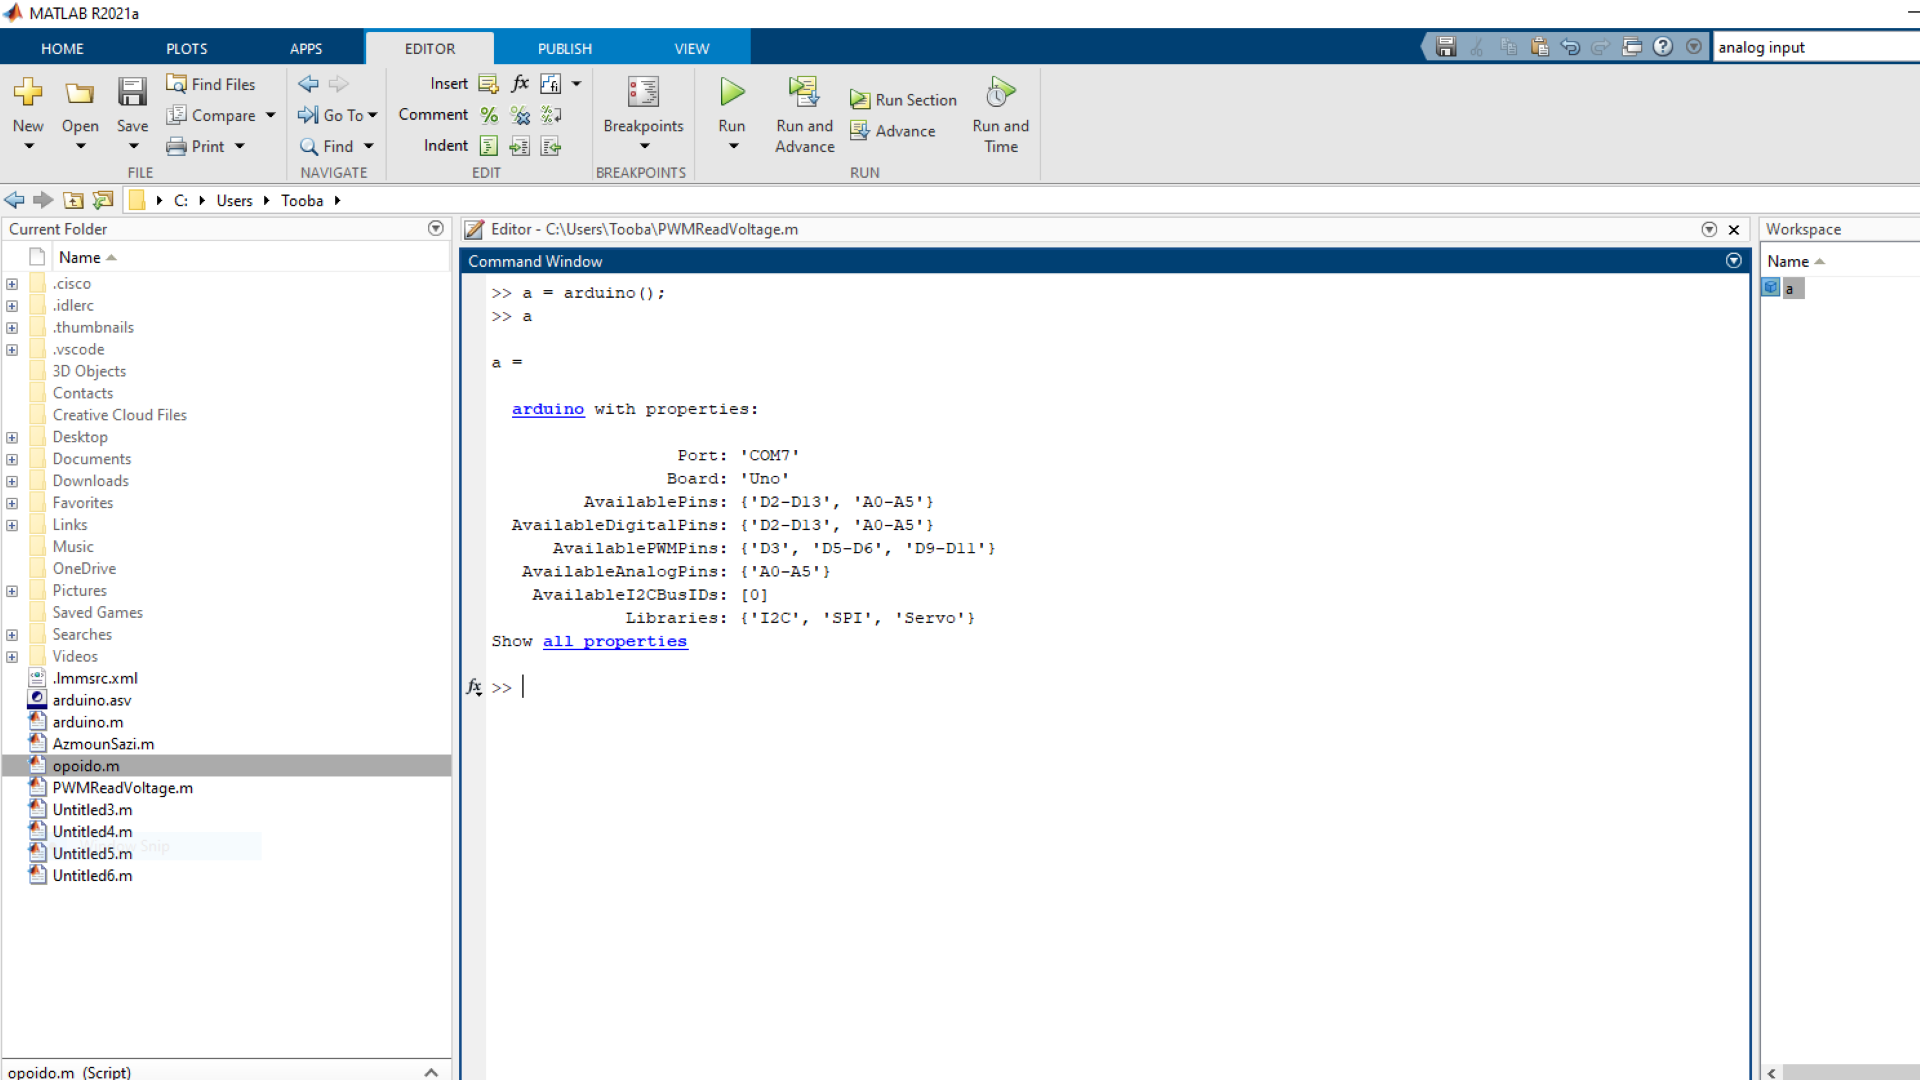 MATLAB R2021a
HOME PLOTS APPS EDITOR PUBLISH VIEW
analog input
New
Open
Save
Find Files
Compare
Print
FILE
Go To
Find
NAVIGATE
Insert
Comment
Indent
EDIT
Breakpoints
BREAKPOINTS
Run
Run and
Advance
Run Section
Advance
Run and
Time
RUN
C: Users Tooba
Current Folder
Name
.cisco
.idlerc
.thumbnails
.vscode
3D Objects
Contacts
Creative Cloud Files
Desktop
Documents
Downloads
Favorites
Links
Music
OneDrive
Pictures
Saved Games
Searches
Videos
.lmmsrc.xml
arduino.asv
arduino.m
AzmounSazi.m
opoido.m
PWMReadVoltage.m
Untitled3.m
Untitled4.m
Untitled5.m
Untitled6.m
opoido.m (Script)
Editor - C:\Users\Tooba\PWMReadVoltage.m
Command Window
>> a = arduino();
>> a
a =
arduino with properties:
Port: 'COM7'
Board: 'Uno'
AvailablePins: {'D2-D13', 'A0-A5'}
AvailableDigitalPins: {'D2-D13', 'A0-A5'}
AvailablePWMPins: {'D3', 'D5-D6', 'D9-D11'}
AvailableAnalogPins: {'A0-A5'}
AvailableI2CBusIDs: [0]
Libraries: {'I2C', 'SPI', 'Servo'}
Show all properties
fx >>
Workspace
Name
a